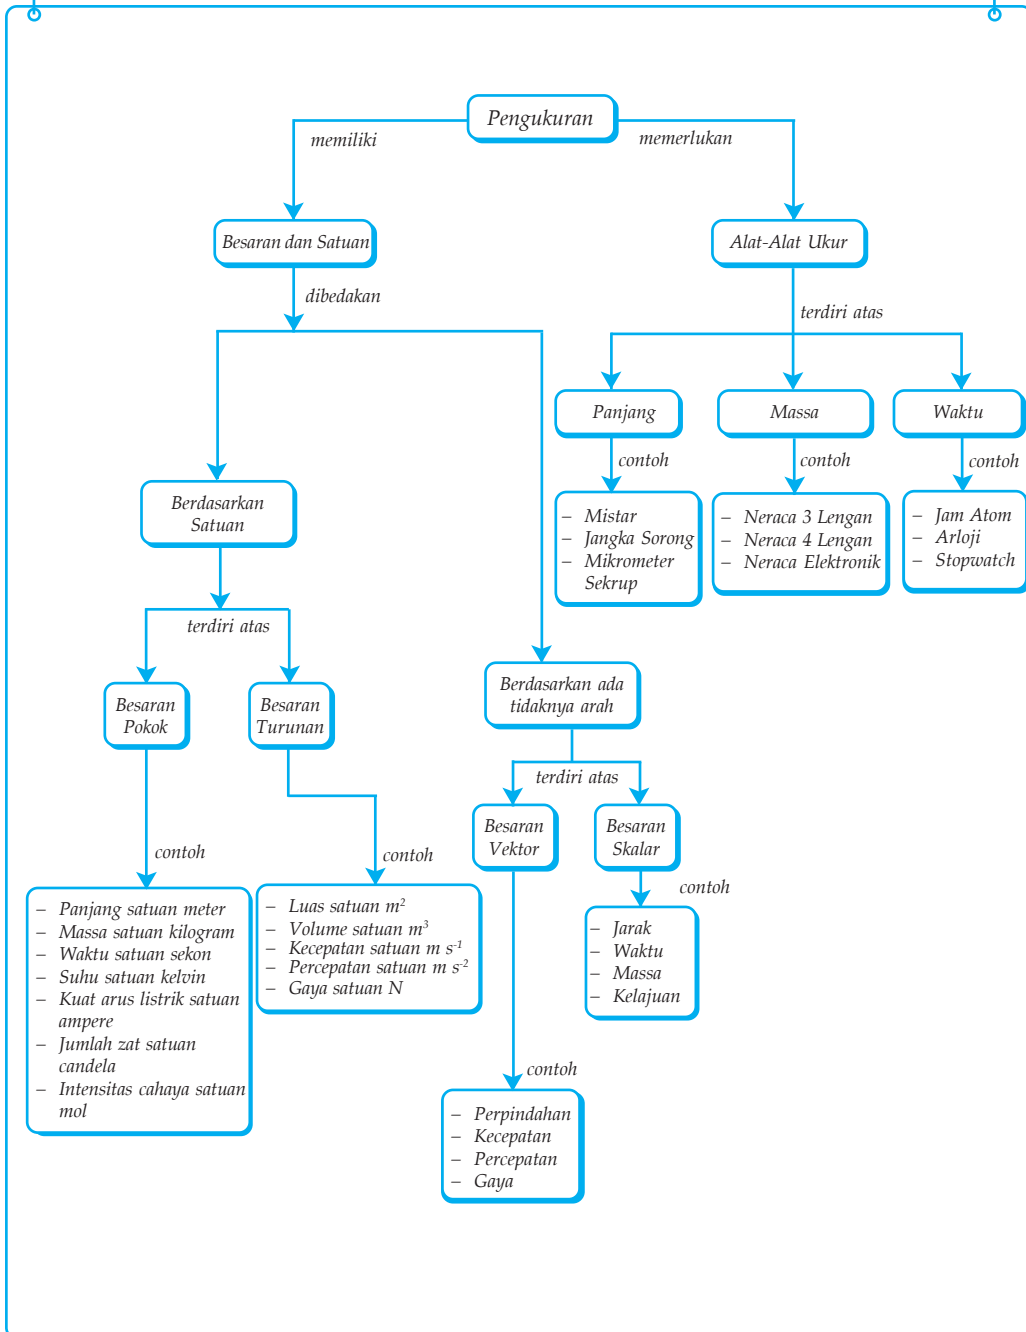 Pengukuran
memiliki
memerlukan
Besaran dan Satuan
Alat-Alat Ukur
dibedakan
terdiri atas
Panjang
Massa
Waktu
contoh
contoh
contoh
– Mistar
– Jangka Sorong
– Mikrometer
Sekrup
– Neraca 3 Lengan
– Neraca 4 Lengan
– Neraca Elektronik
– Jam Atom
– Arloji
– Stopwatch
Berdasarkan
Satuan
terdiri atas
Besaran
Pokok
Besaran
Turunan
contoh
– Panjang satuan meter
– Massa satuan kilogram
– Waktu satuan sekon
– Suhu satuan kelvin
– Kuat arus listrik satuan
ampere
– Jumlah zat satuan
candela
– Intensitas cahaya satuan
mol
contoh
– Luas satuan m²
– Volume satuan m³
– Kecepatan satuan m s⁻¹
– Percepatan satuan m s⁻²
– Gaya satuan N
Berdasarkan ada
tidaknya arah
terdiri atas
Besaran
Vektor
Besaran
Skalar
contoh
– Jarak
– Waktu
– Massa
– Kelajuan
contoh
– Perpindahan
– Kecepatan
– Percepatan
– Gaya